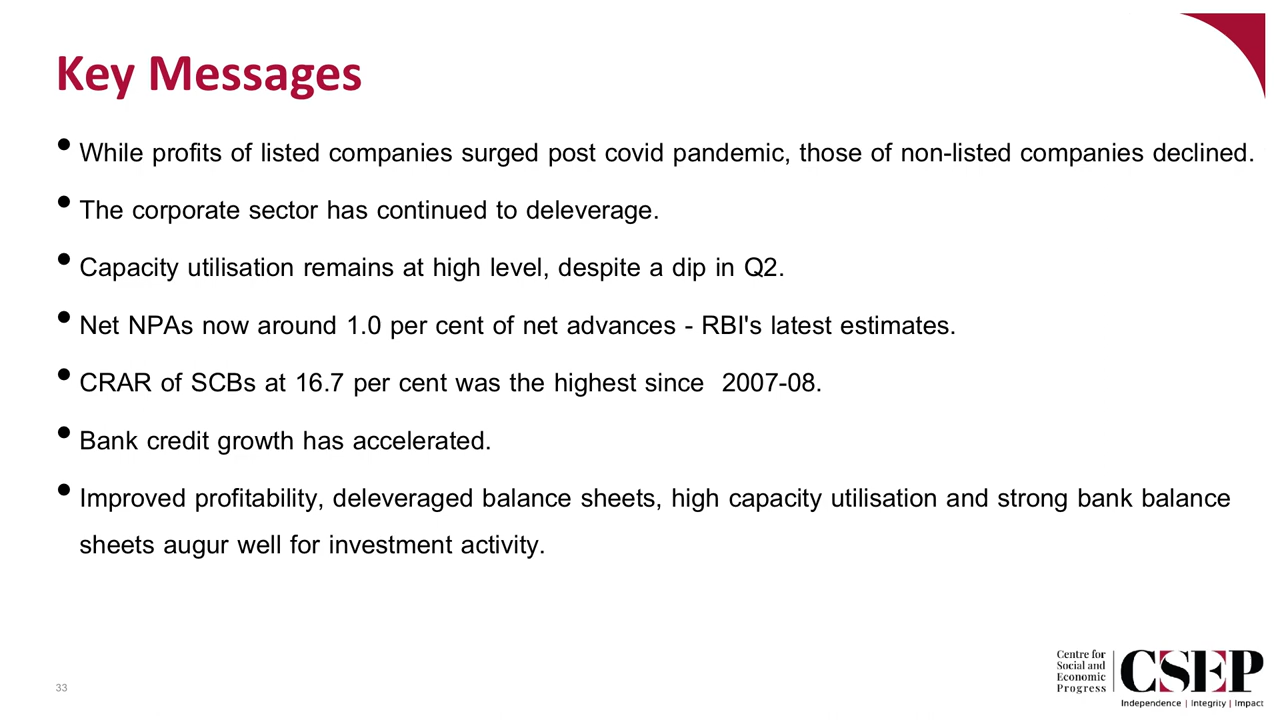 Key Messages
• While profits of listed companies surged post covid pandemic, those of non-listed companies declined.
• The corporate sector has continued to deleverage.
• Capacity utilisation remains at high level, despite a dip in Q2.
• Net NPAs now around 1.0 per cent of net advances - RBI's latest estimates.
• CRAR of SCBs at 16.7 per cent was the highest since  2007-08.
• Bank credit growth has accelerated.
• Improved profitability, deleveraged balance sheets, high capacity utilisation and strong bank balance
sheets augur well for investment activity.
33
Centre for
Social and
Economic
Progress
CSEP
Independence | Integrity | Impact